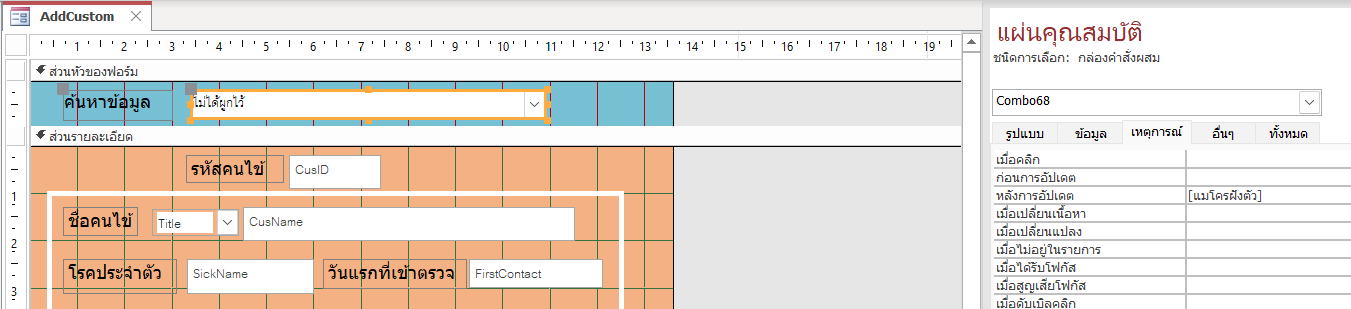 AddCustom
1 2 3 4 5 6 7 8 9 10 11 12 13 14 15 16 17 18 19
ส่วนหัวของฟอร์ม
ค้นหาข้อมูล ไม่ได้ผูกไว้
ส่วนรายละเอียด
รหัสคนไข้ CusID
1
ชื่อคนไข้ Title CusName
2
โรคประจำตัว SickName วันแรกที่เข้าตรวจ FirstContact
3
แผ่นคุณสมบัติ
ชนิดการเลือก: กล่องคำสั่งผสม
Combo68
รูปแบบ ข้อมูล เหตุการณ์ อื่นๆ ทั้งหมด
เมื่อคลิก
ก่อนการอัปเดต
หลังการอัปเดต [แมโครฝังตัว]
เมื่อเปลี่ยนเนื้อหา
เมื่อเปลี่ยนแปลง
เมื่อไม่อยู่ในรายการ
เมื่อได้รับโฟกัส
เมื่อสูญเสียโฟกัส
เมื่อดับเบิลคลิก